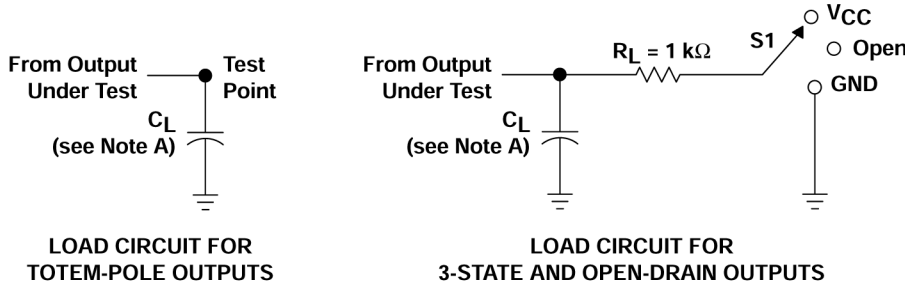 From Output
Under Test
Test
Point
CL
(see Note A)
LOAD CIRCUIT FOR
TOTEM-POLE OUTPUTS
From Output
Under Test
CL
(see Note A)
RL = 1 kΩ
S1
VCC
Open
GND
LOAD CIRCUIT FOR
3-STATE AND OPEN-DRAIN OUTPUTS